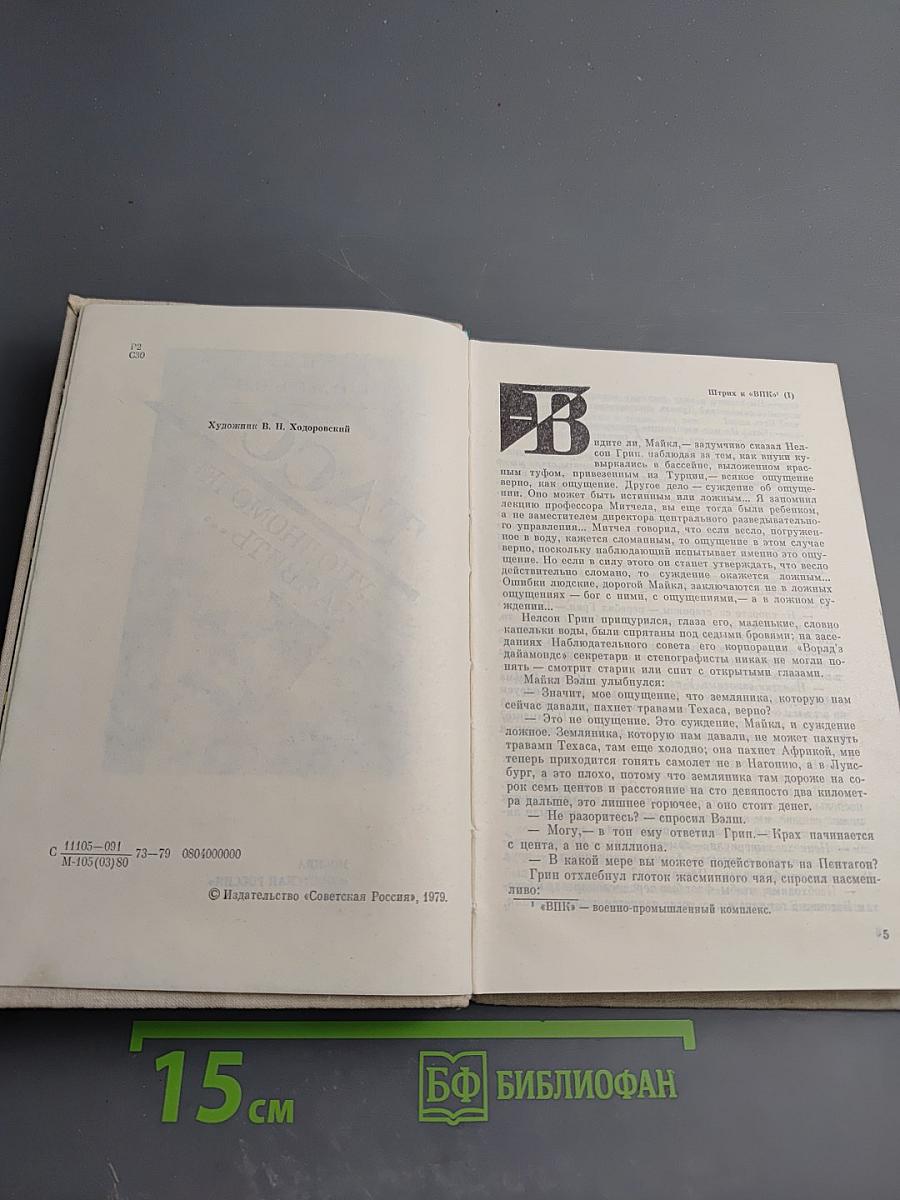 Р2
С30
Художник В. Н. Ходоровский
С 11105—091 73—79 0804000000
М-105(03)80
© Издательство «Советская Россия», 1979.
Штрих к «ВПК»¹ (I)
— Видите ли, Майкл,— задумчиво сказал Нел-
сон Грин, наблюдая за тем, как внуки ку-
выркались в бассейне, выложенном крас-
ным туфом, привезенным из Турции,— всякое ощущение
верно, как ощущение. Другое дело — суждение об ощуще-
нии. Оно может быть истинным или ложным... Я запомнил
лекцию профессора Митчела, вы еще тогда были ребенком,
а не заместителем директора центрального разведывательно-
го управления... Митчел говорил, что если весло, погружен-
ное в воду, кажется сломанным, то ощущение в этом случае
верно, поскольку наблюдающий испытывает именно это ощу-
щение. Но если в силу этого он станет утверждать, что весло
действительно сломано, то суждение окажется ложным...
Ошибки людские, дорогой Майкл, заключаются не в ложных
ощущениях — бог с ними, с ощущениями,— а в ложном су-
ждении...
Нелсон Грин прищурился, глаза его, маленькие, словно
капельки воды, были спрятаны под седыми бровями; на засе-
даниях Наблюдательного совета его корпорации «Ворлд'з
дайамондс» секретари и стенографисты никак не могли по-
нять — смотрит старик или спит с открытыми глазами.
Майкл Вэлш улыбнулся:
— Значит, мое ощущение, что земляника, которую нам
сейчас давали, пахнет травами Техаса, верно?
— Это не ощущение. Это суждение, Майкл, и суждение
ложное. Земляника, которую нам давали, не может пахнуть
травами Техаса, там еще холодно; она пахнет Африкой, мне
теперь приходится гонять самолет не в Нагонию, а в Луис-
бург, а это плохо, потому что земляника там дороже на со-
рок семь центов и расстояние на сто девяносто два километ-
ра дальше, это лишнее горючее, а оно стоит денег.
— Не разоритесь? — спросил Вэлш.
— Могу,— в тон ему ответил Грин.— Крах начинается
с цента, а не с миллиона.
— В какой мере вы можете подействовать на Пентагон?
Грин отхлебнул глоток жасминного чая, спросил насмеш-
ливо:
¹ «ВПК» — военно-промышленный комплекс.
5
15 см
БФ БИБЛИОФАН